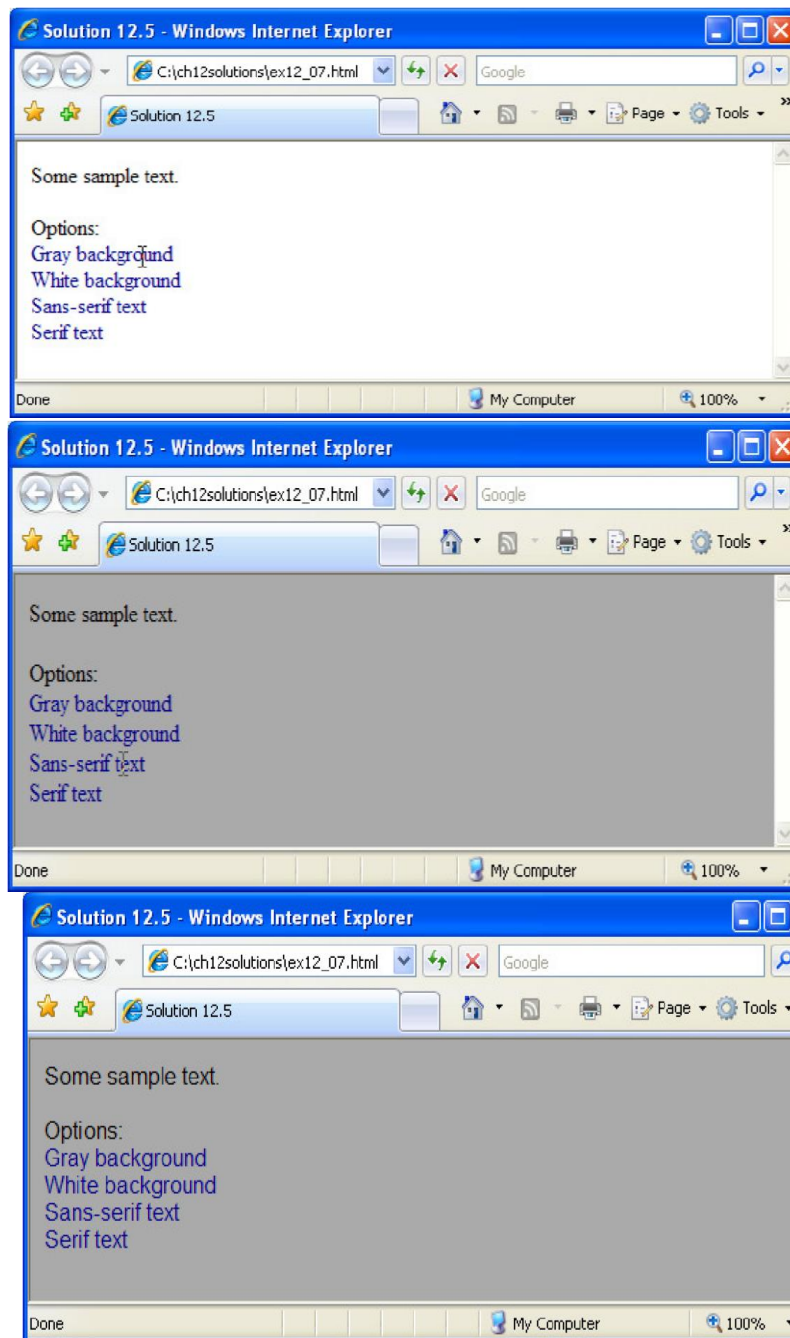 Solution 12.5 - Windows Internet Explorer
C:\ch12solutions\ex12_07.html Google
Solution 12.5 Page Tools »
Some sample text.
Options:
Gray background
White background
Sans-serif text
Serif text
Done My Computer 100%
Solution 12.5 - Windows Internet Explorer
C:\ch12solutions\ex12_07.html Google
Solution 12.5 Page Tools »
Some sample text.
Options:
Gray background
White background
Sans-serif text
Serif text
Done My Computer 100%
Solution 12.5 - Windows Internet Explorer
C:\ch12solutions\ex12_07.html Google
Solution 12.5 Page Tools
Some sample text.
Options:
Gray background
White background
Sans-serif text
Serif text
Done My Computer 100%